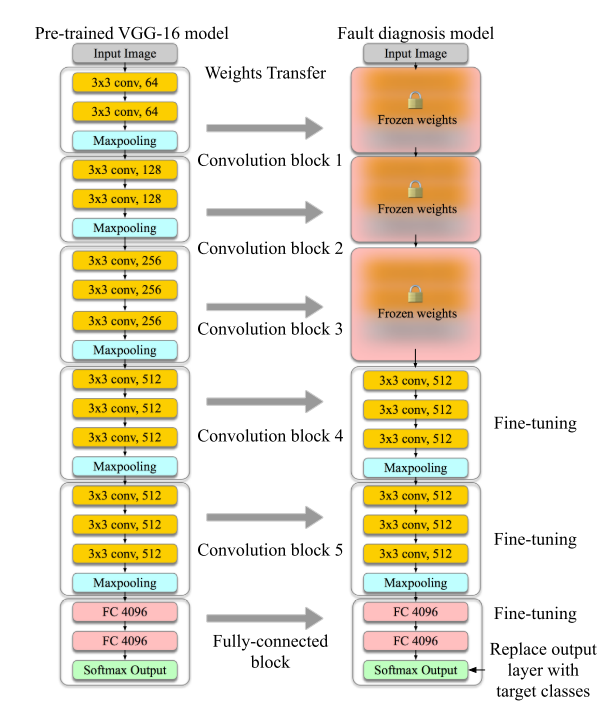 Pre-trained VGG-16 model
Input Image
3x3 conv, 64
3x3 conv, 64
Maxpooling
3x3 conv, 128
3x3 conv, 128
Maxpooling
3x3 conv, 256
3x3 conv, 256
3x3 conv, 256
Maxpooling
3x3 conv, 512
3x3 conv, 512
3x3 conv, 512
Maxpooling
3x3 conv, 512
3x3 conv, 512
3x3 conv, 512
Maxpooling
FC 4096
FC 4096
Softmax Output
Weights Transfer
Convolution block 1
Convolution block 2
Convolution block 3
Convolution block 4
Convolution block 5
Fully-connected
block
Fault diagnosis model
Input Image
Frozen weights
Frozen weights
Frozen weights
3x3 conv, 512
3x3 conv, 512
3x3 conv, 512
Maxpooling
3x3 conv, 512
3x3 conv, 512
3x3 conv, 512
Maxpooling
FC 4096
FC 4096
Softmax Output
Fine-tuning
Fine-tuning
Fine-tuning
Replace output
layer with
target classes